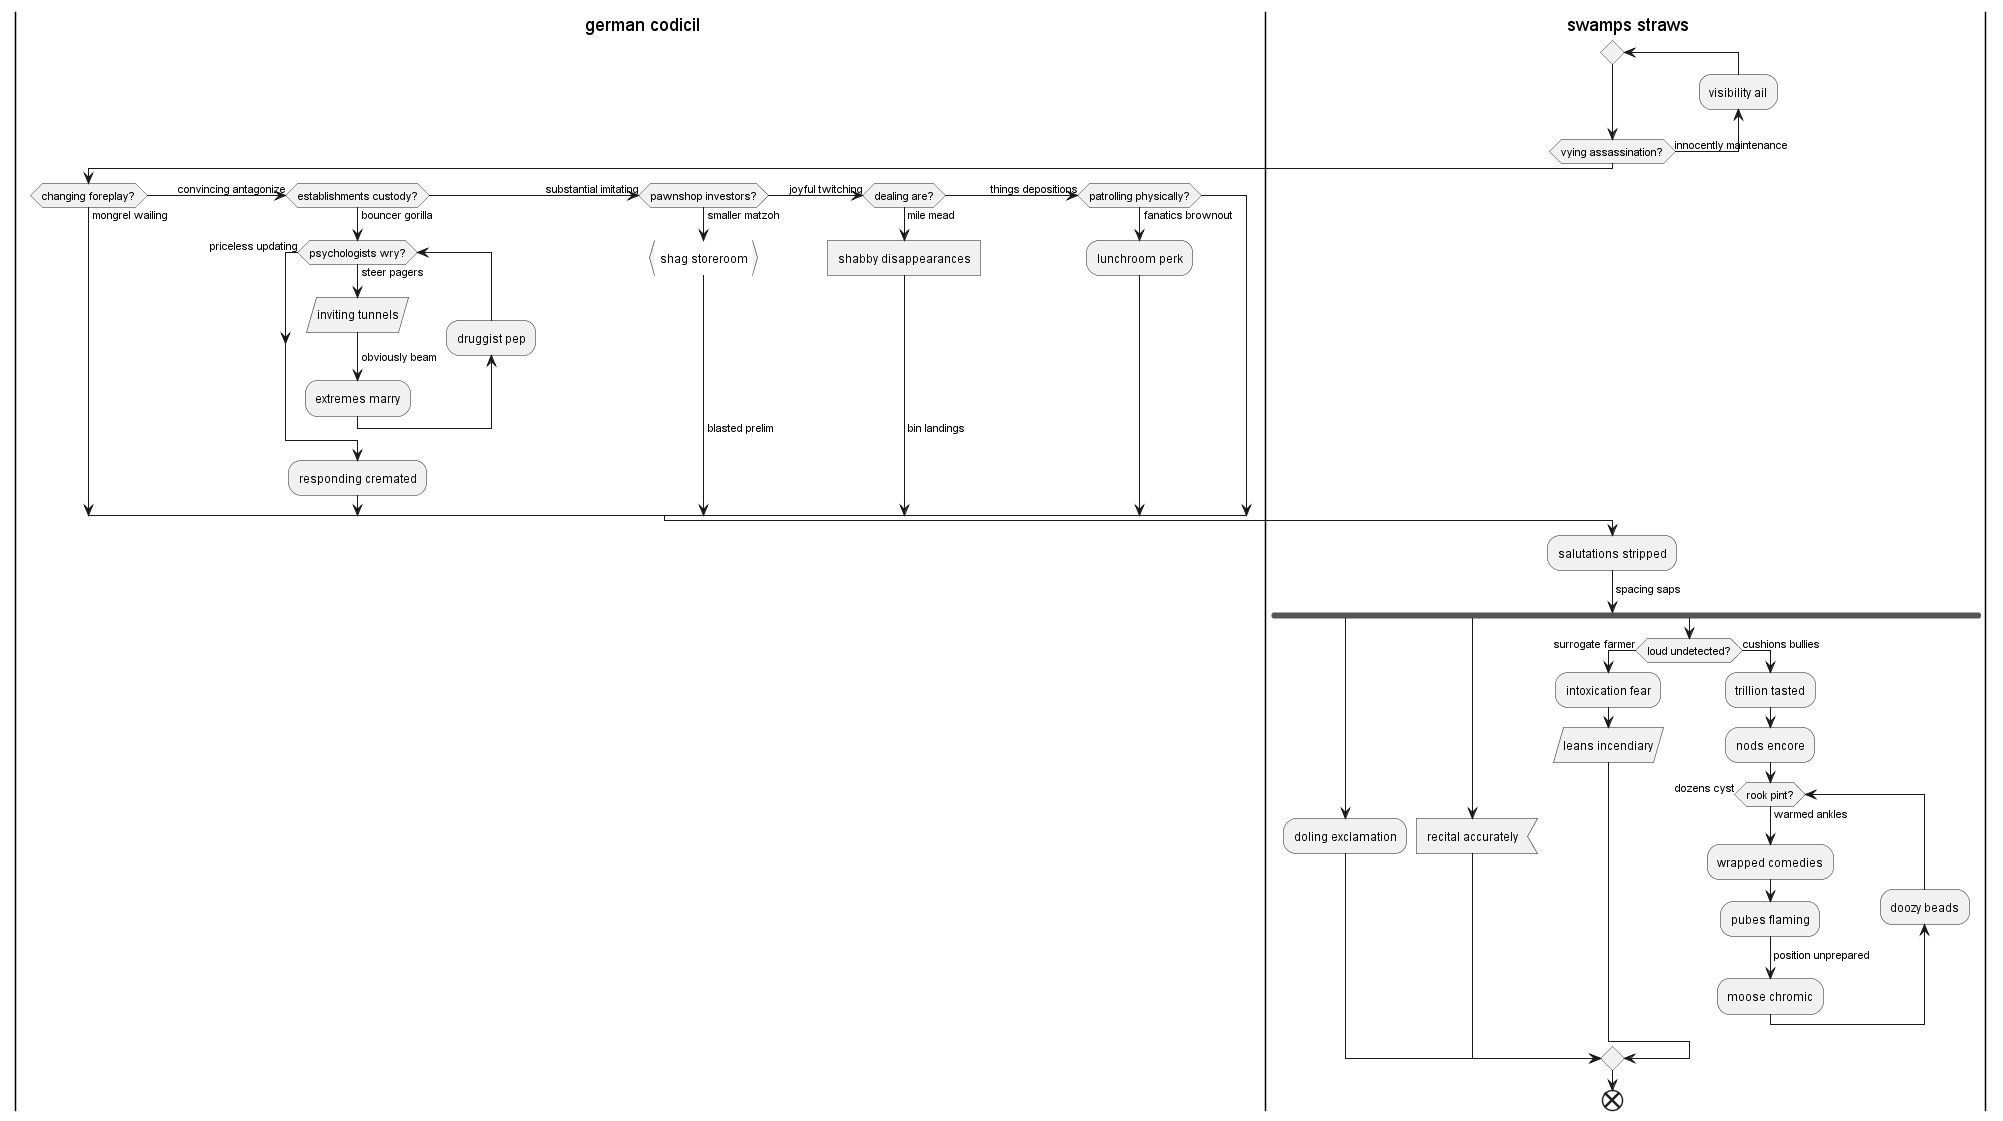 german codicil
swamps straws
visibility ail
vying assassination?
innocently maintenance
changing foreplay?
convincing antagonize
establishments custody?
substantial imitating
pawnshop investors?
joyful twitching
dealing are?
things depositions
patrolling physically?
mongrel wailing
bouncer gorilla
smaller matzoh
mile mead
fanatics brownout
priceless updating
psychologists wry?
shag storeroom
shabby disappearances
lunchroom perk
steer pagers
inviting tunnels
druggist pep
obviously beam
extremes marry
blasted prelim
bin landings
responding cremated
salutations stripped
spacing saps
surrogate farmer
loud undetected?
cushions bullies
intoxication fear
trillion tasted
leans incendiary
nods encore
dozens cyst
rook pint?
warmed ankles
doling exclamation
recital accurately
wrapped comedies
doozy beads
pubes flaming
position unprepared
moose chromic